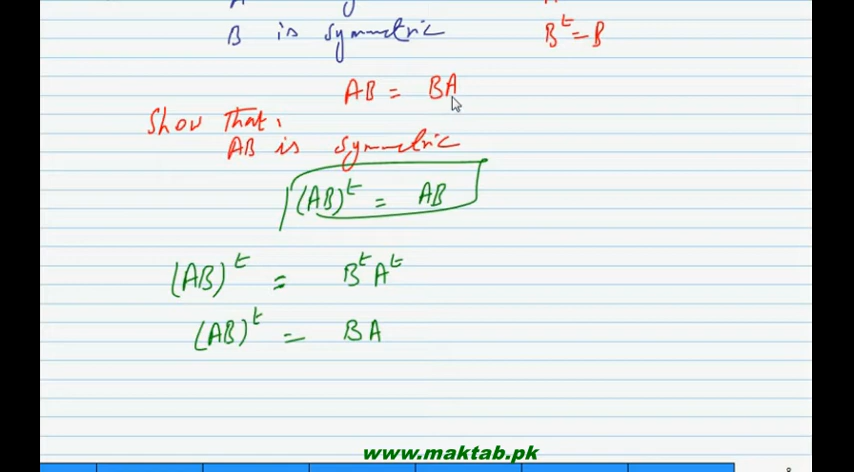 B is symmetric B^t = B
AB = BA
Show that:
AB is symmetric
(AB)^t = AB
(AB)^t = B^t A^t
(AB)^t = BA
www.maktab.pk